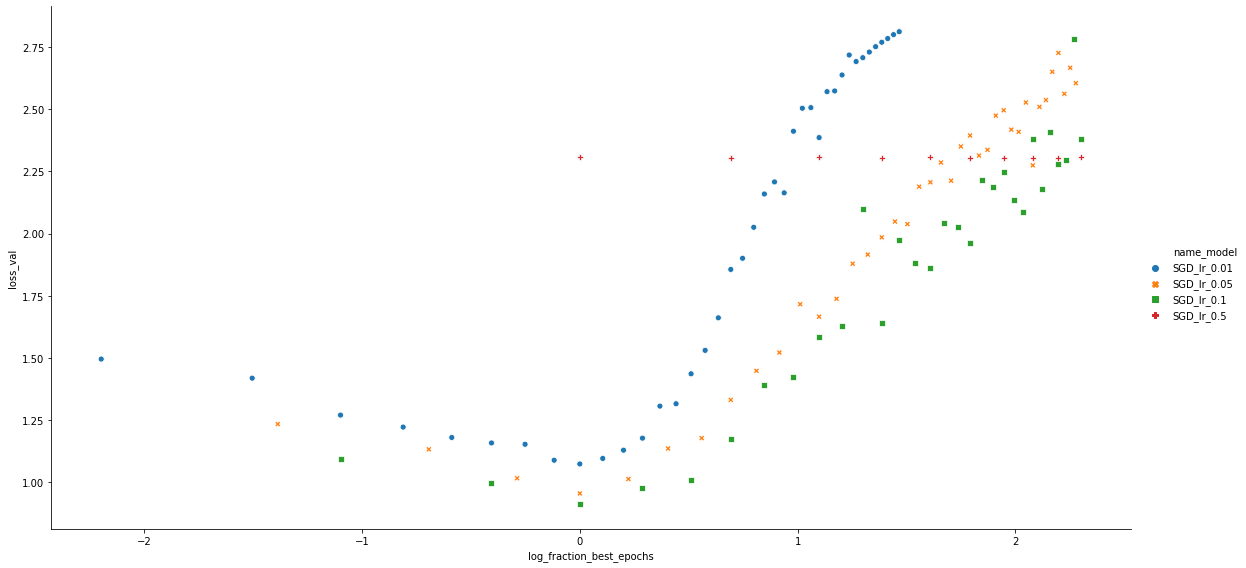 2.75
2.50
2.25
2.00
1.75
1.50
1.25
1.00
loss_val
−2
−1
0
1
2
log_fraction_best_epochs
name_model
SGD_lr_0.01
SGD_lr_0.05
SGD_lr_0.1
SGD_lr_0.5